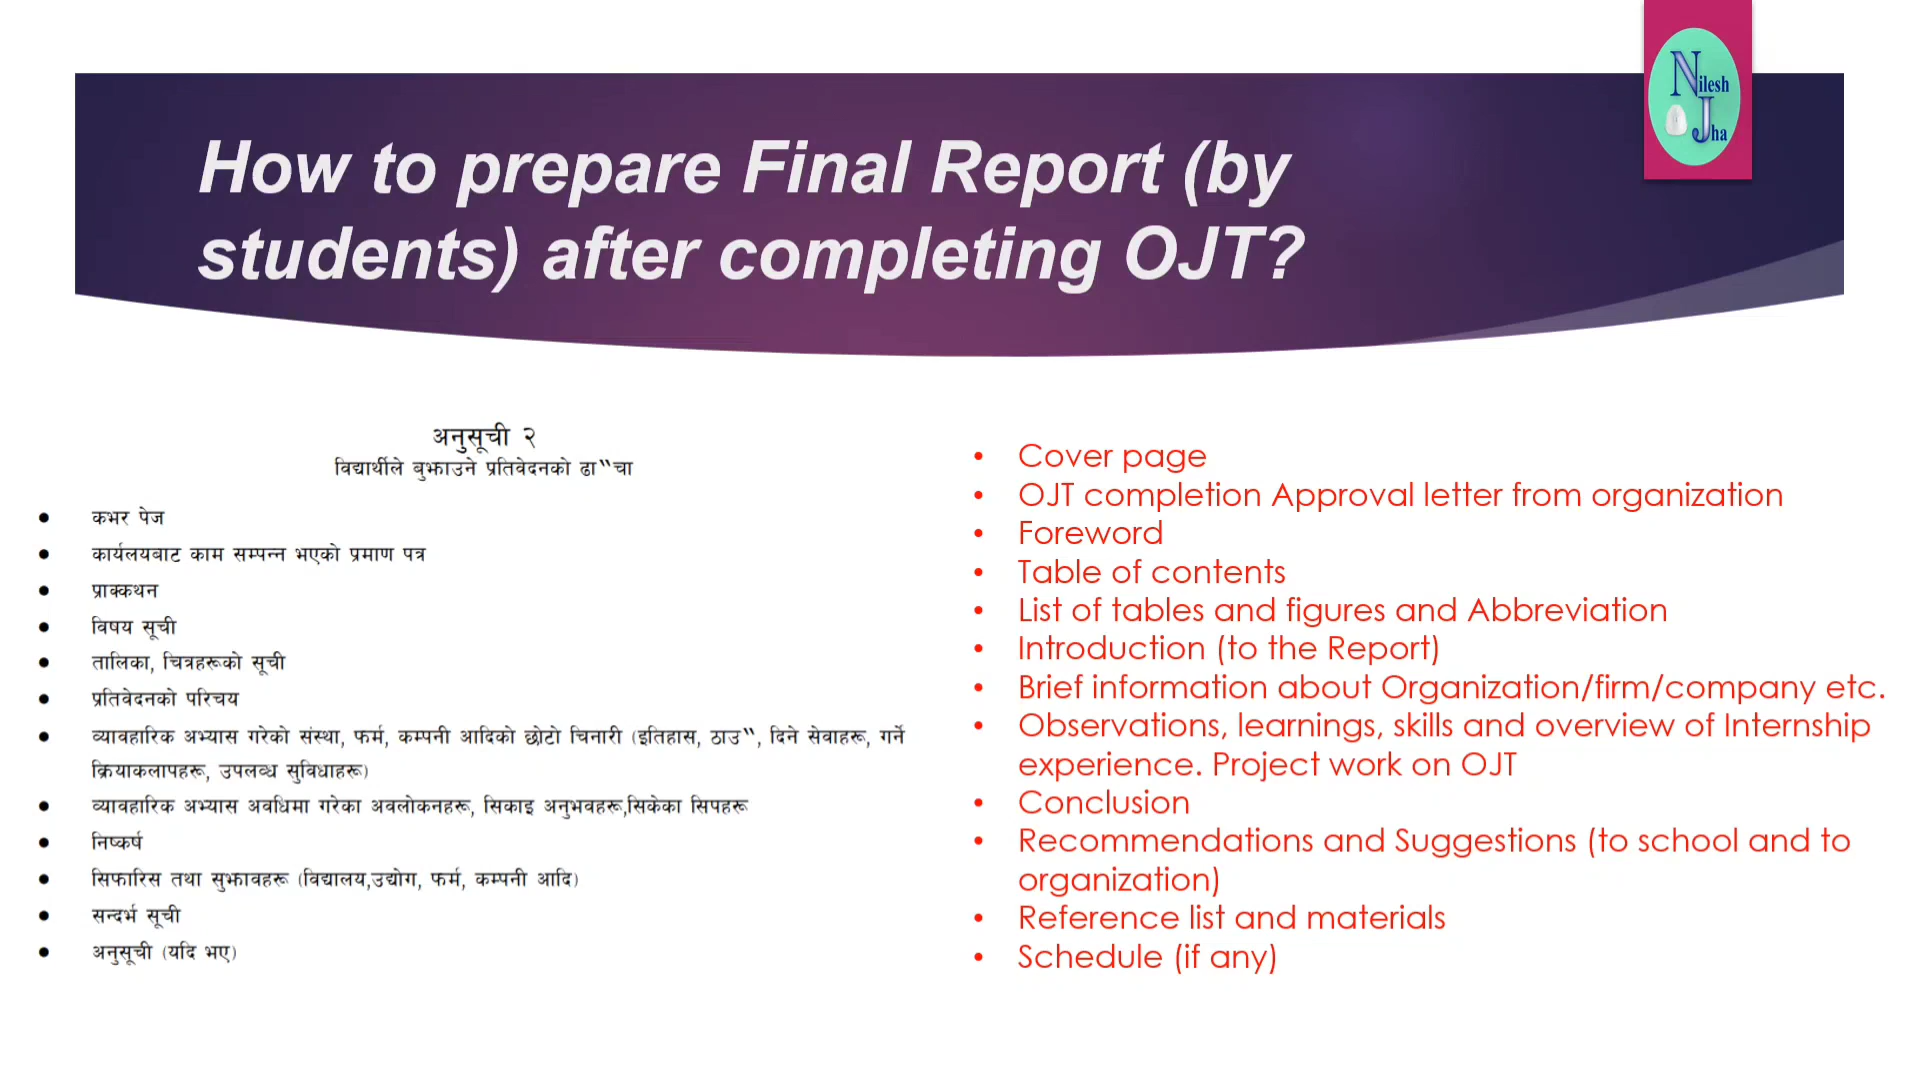 Nilesh
Jha
How to prepare Final Report (by
students) after completing OJT?
अनुसूची २
विद्यार्थीले बुझाउने प्रतिवेदनको ढा“चा
● कभर पेज
● कार्यलयबाट काम सम्पन्न भएको प्रमाण पत्र
● प्राक्कथन
● विषय सूची
● तालिका, चित्रहरूको सूची
● प्रतिवेदनको परिचय
● व्यावहारिक अभ्यास गरेको संस्था, फर्म, कम्पनी आदिको छोटो चिनारी (इतिहास, ठाउ“, दिने सेवाहरू, गर्ने
क्रियाकलापहरू, उपलब्ध सुविधाहरू)
● व्यावहारिक अभ्यास अवधिमा गरेका अवलोकनहरू, सिकाइ अनुभवहरू,सिकेका सिपहरू
● निष्कर्ष
● सिफारिस तथा सुझावहरू (विद्यालय,उद्योग, फर्म, कम्पनी आदि)
● सन्दर्भ सूची
● अनुसूची (यदि भए)
• Cover page
• OJT completion Approval letter from organization
• Foreword
• Table of contents
• List of tables and figures and Abbreviation
• Introduction (to the Report)
• Brief information about Organization/firm/company etc.
• Observations, learnings, skills and overview of Internship
experience. Project work on OJT
• Conclusion
• Recommendations and Suggestions (to school and to
organization)
• Reference list and materials
• Schedule (if any)